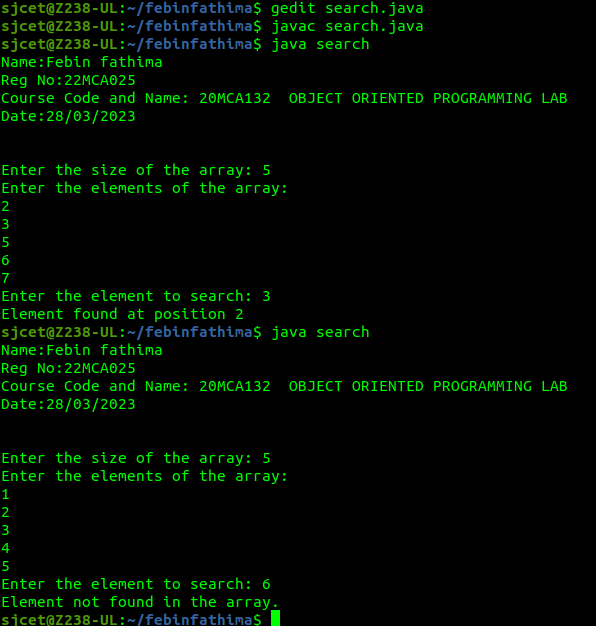 sjcet@Z238-UL:~/febinfathima$ gedit search.java
sjcet@Z238-UL:~/febinfathima$ javac search.java
sjcet@Z238-UL:~/febinfathima$ java search
Name:Febin fathima
Reg No:22MCA025
Course Code and Name: 20MCA132  OBJECT ORIENTED PROGRAMMING LAB
Date:28/03/2023
Enter the size of the array: 5
Enter the elements of the array:
2
3
5
6
7
Enter the element to search: 3
Element found at position 2
sjcet@Z238-UL:~/febinfathima$ java search
Name:Febin fathima
Reg No:22MCA025
Course Code and Name: 20MCA132  OBJECT ORIENTED PROGRAMMING LAB
Date:28/03/2023
Enter the size of the array: 5
Enter the elements of the array:
1
2
3
4
5
Enter the element to search: 6
Element not found in the array.
sjcet@Z238-UL:~/febinfathima$